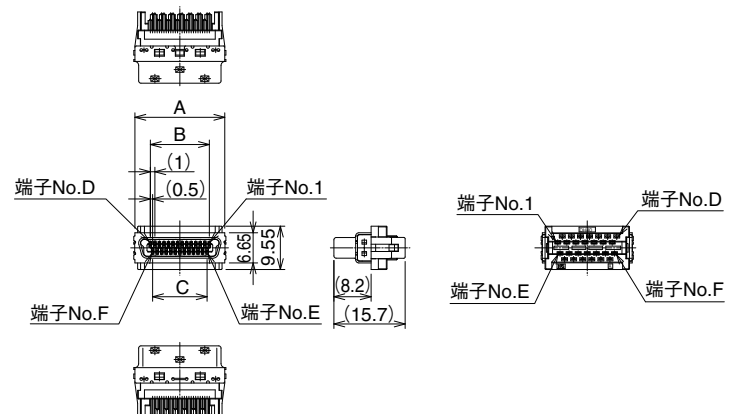 A
B
(1)
(0.5)
端子No.D
端子No.1
6.65
9.55
C
端子No.F
端子No.E
(8.2)
(15.7)
端子No.1
端子No.D
端子No.E
端子No.F